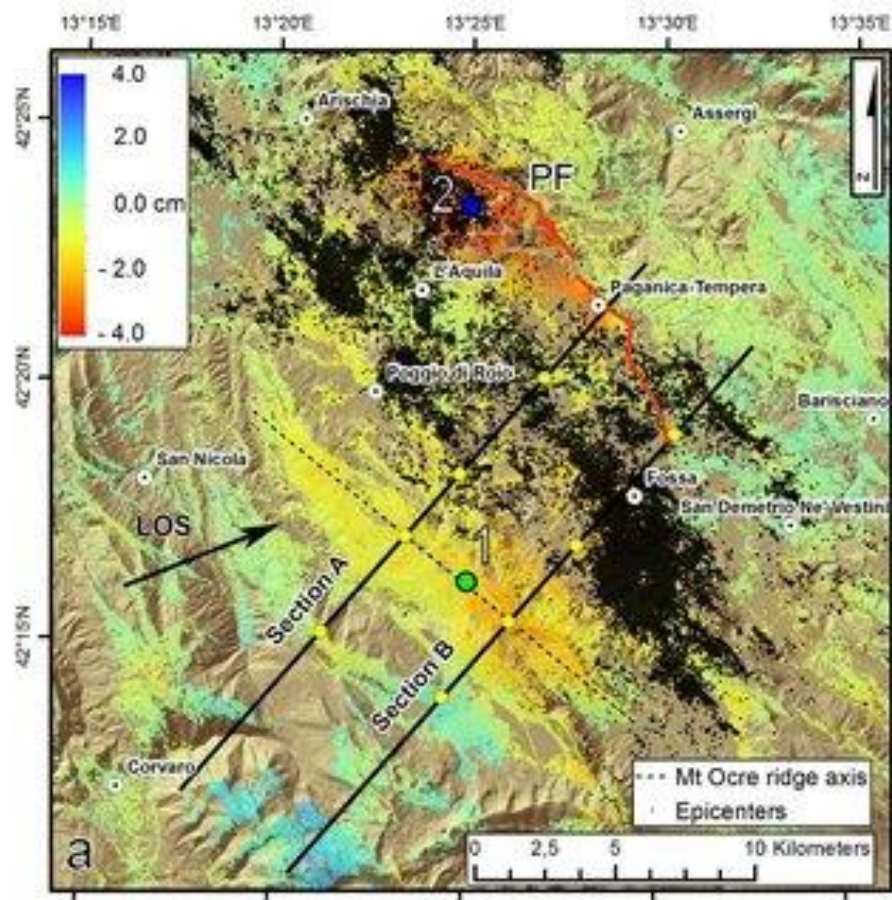 13°15'E 13°20'E 13°25'E 13°30'E 13°35'E
4.0
2.0
0.0 cm
- 2.0
- 4.0
42°25'N
42°20'N
42°15'N
Arischia
Assergi
N
PF
2
L'Aquila
Paganica-Tempera
Poggio di Roio
Barisciano
San Nicola
Fossa
San Demetrio Ne' Vestini
LOS
1
Section A
Section B
Corvaro
Mt Ocre ridge axis
Epicenters
a
0 2,5 5 10 Kilometers